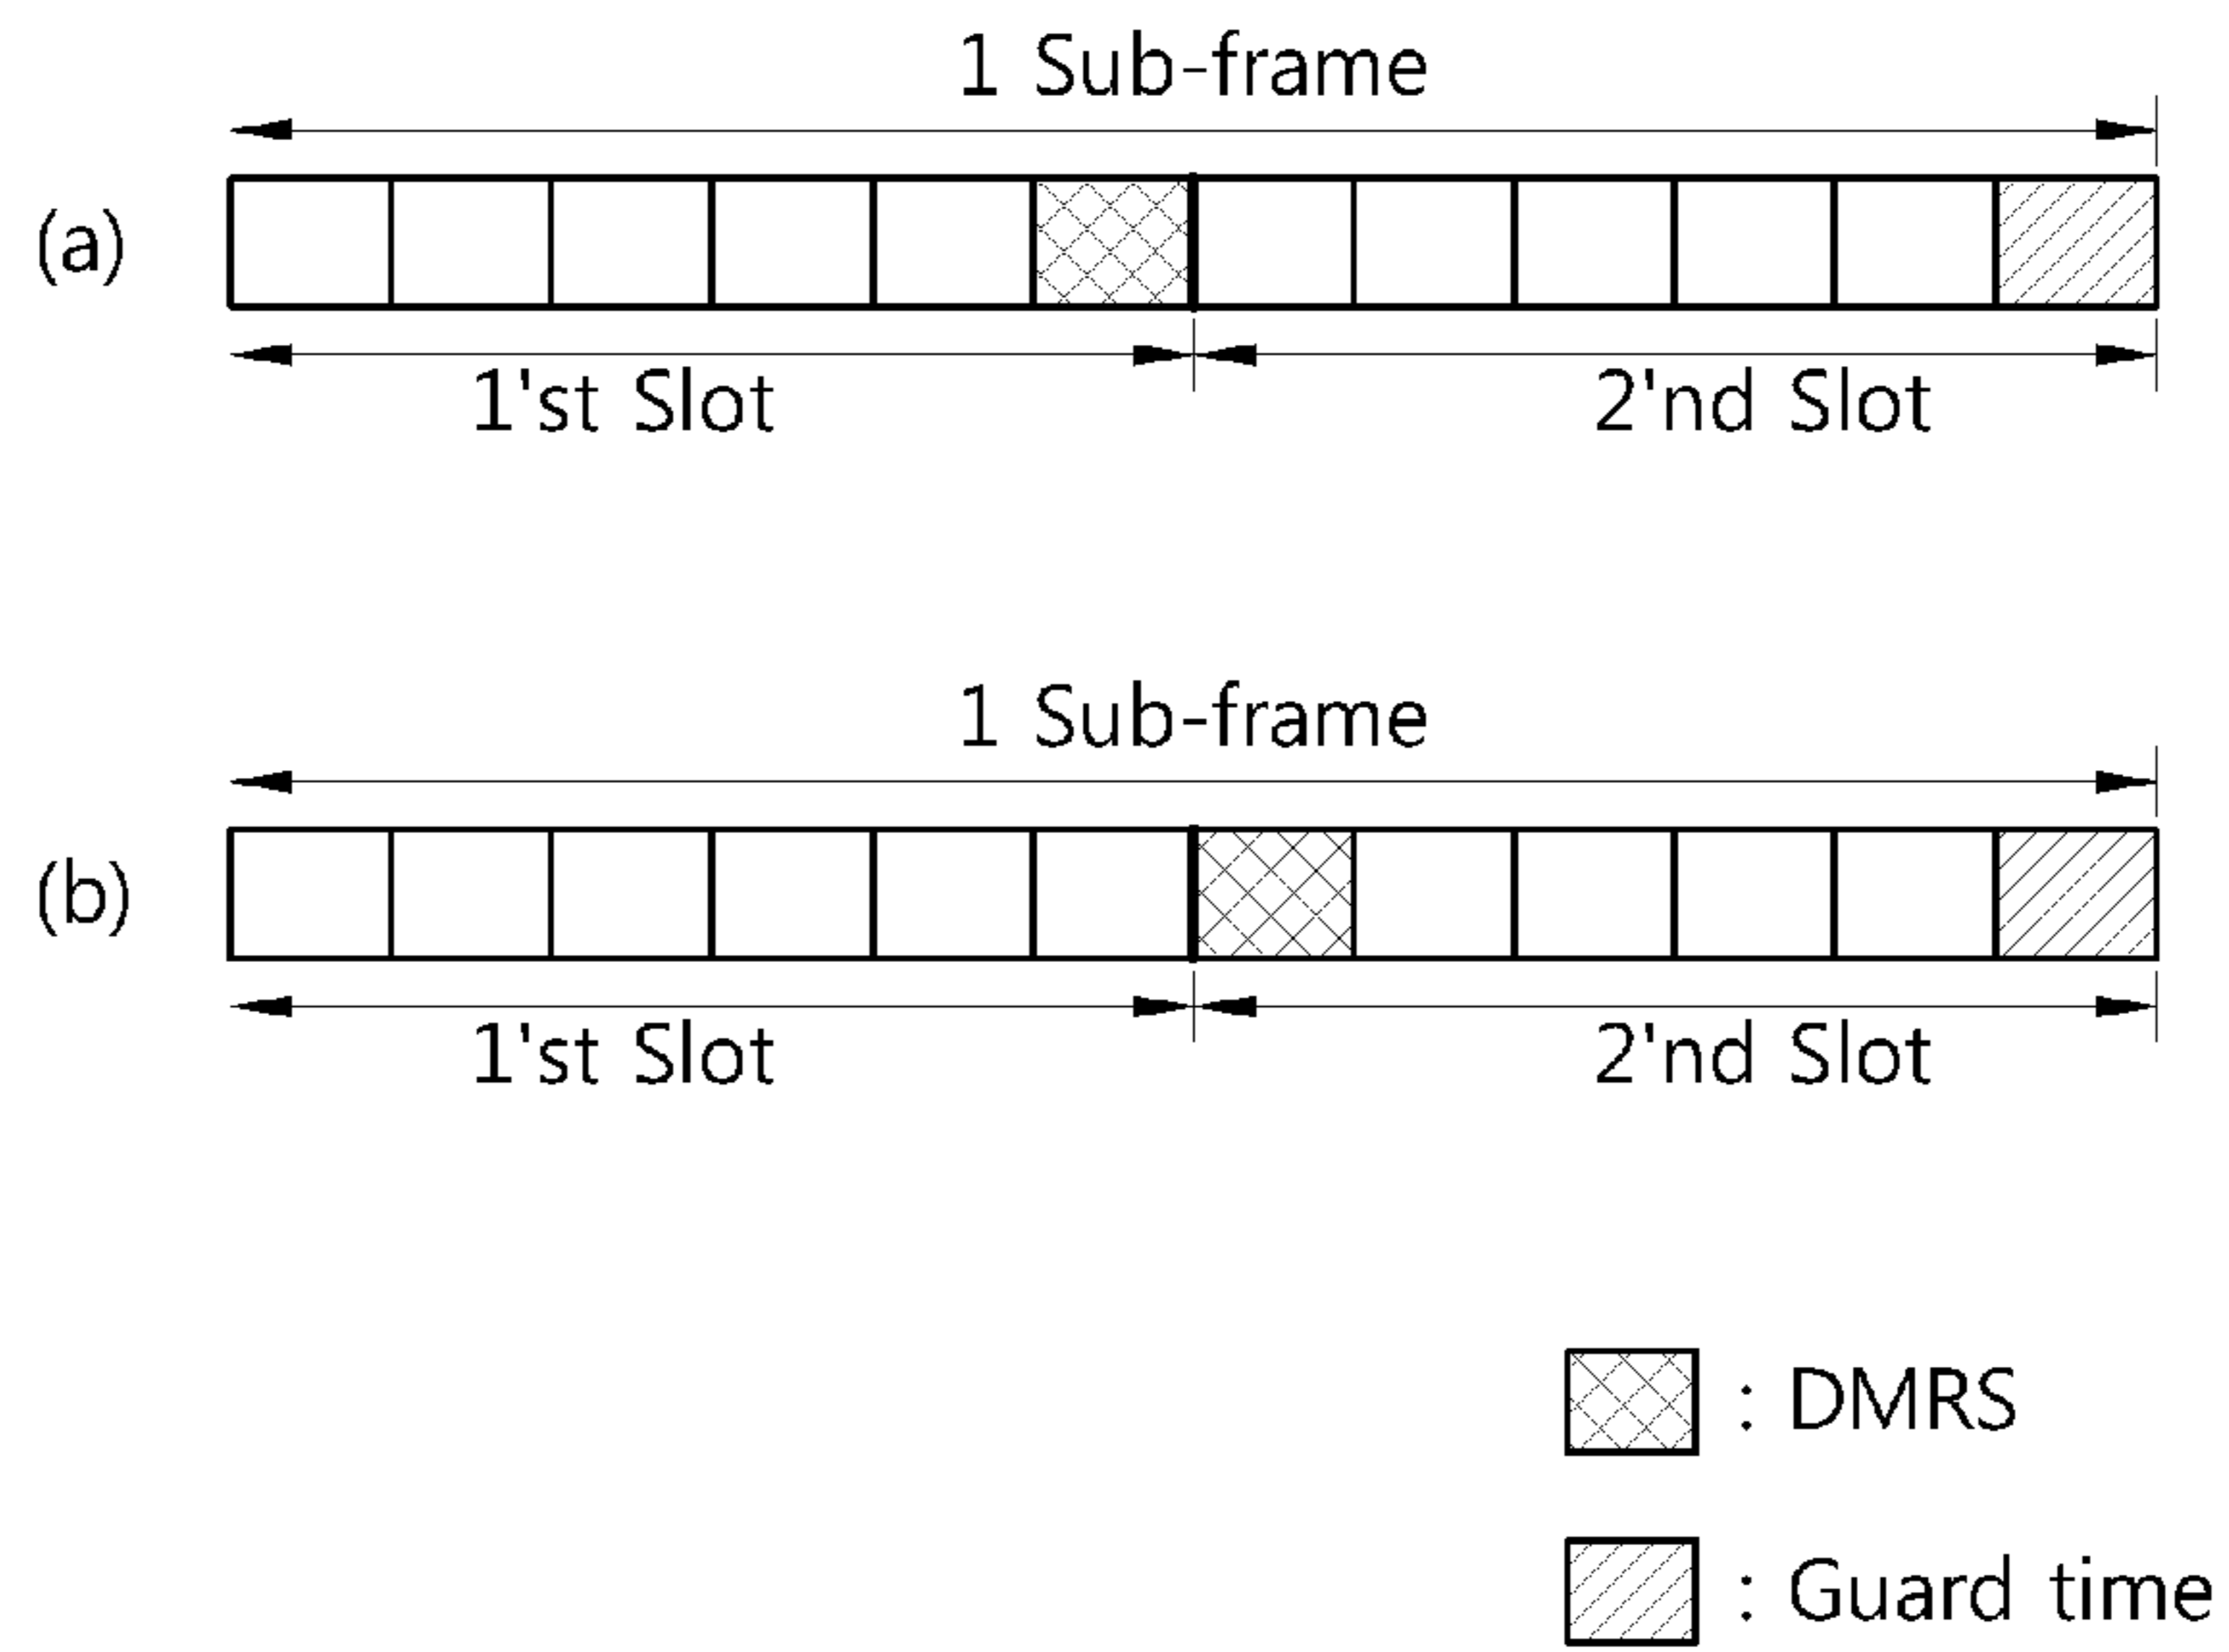 1 Sub-frame
(a)
1'st Slot 2'nd Slot
1 Sub-frame
(b)
1'st Slot 2'nd Slot
: DMRS
: Guard time